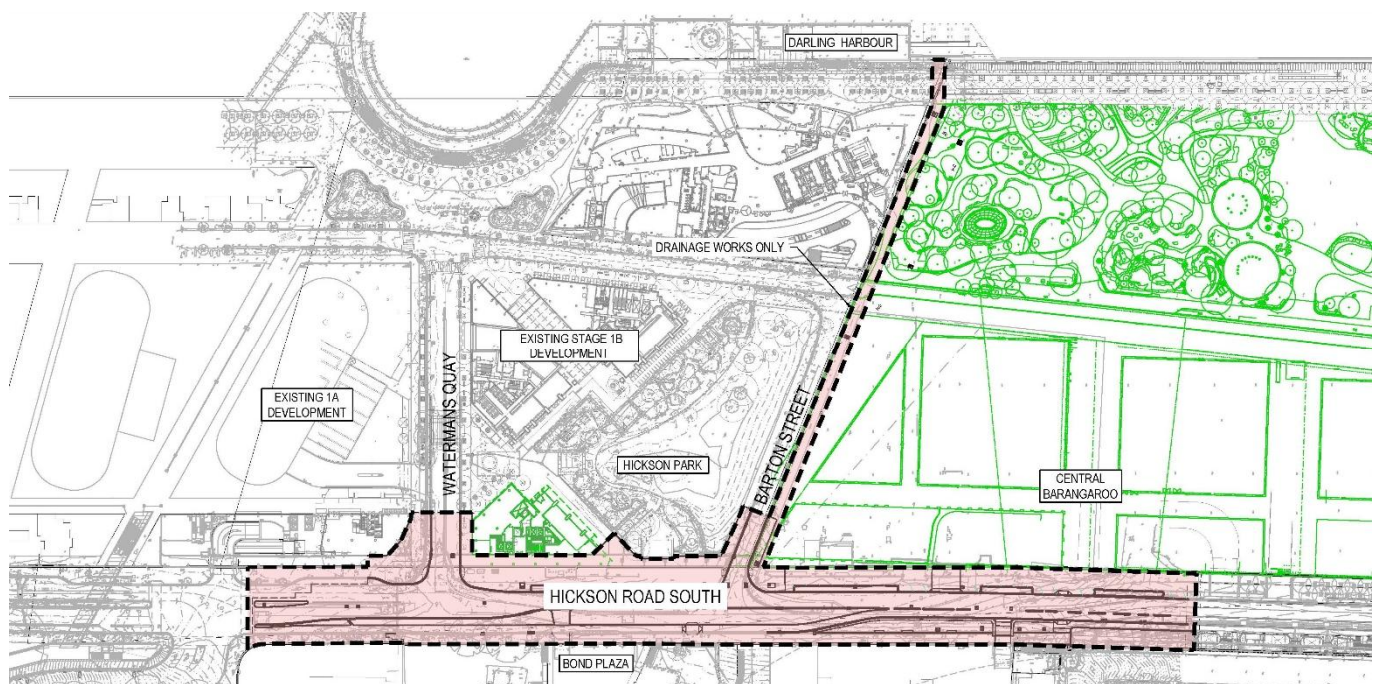 DARLING HARBOUR
DRAINAGE WORKS ONLY
EXISTING STAGE 1B
DEVELOPMENT
EXISTING 1A
DEVELOPMENT
WATERMANS QUAY
HICKSON PARK
BARTON STREET
CENTRAL
BARANGAROO
HICKSON ROAD SOUTH
BOND PLAZA